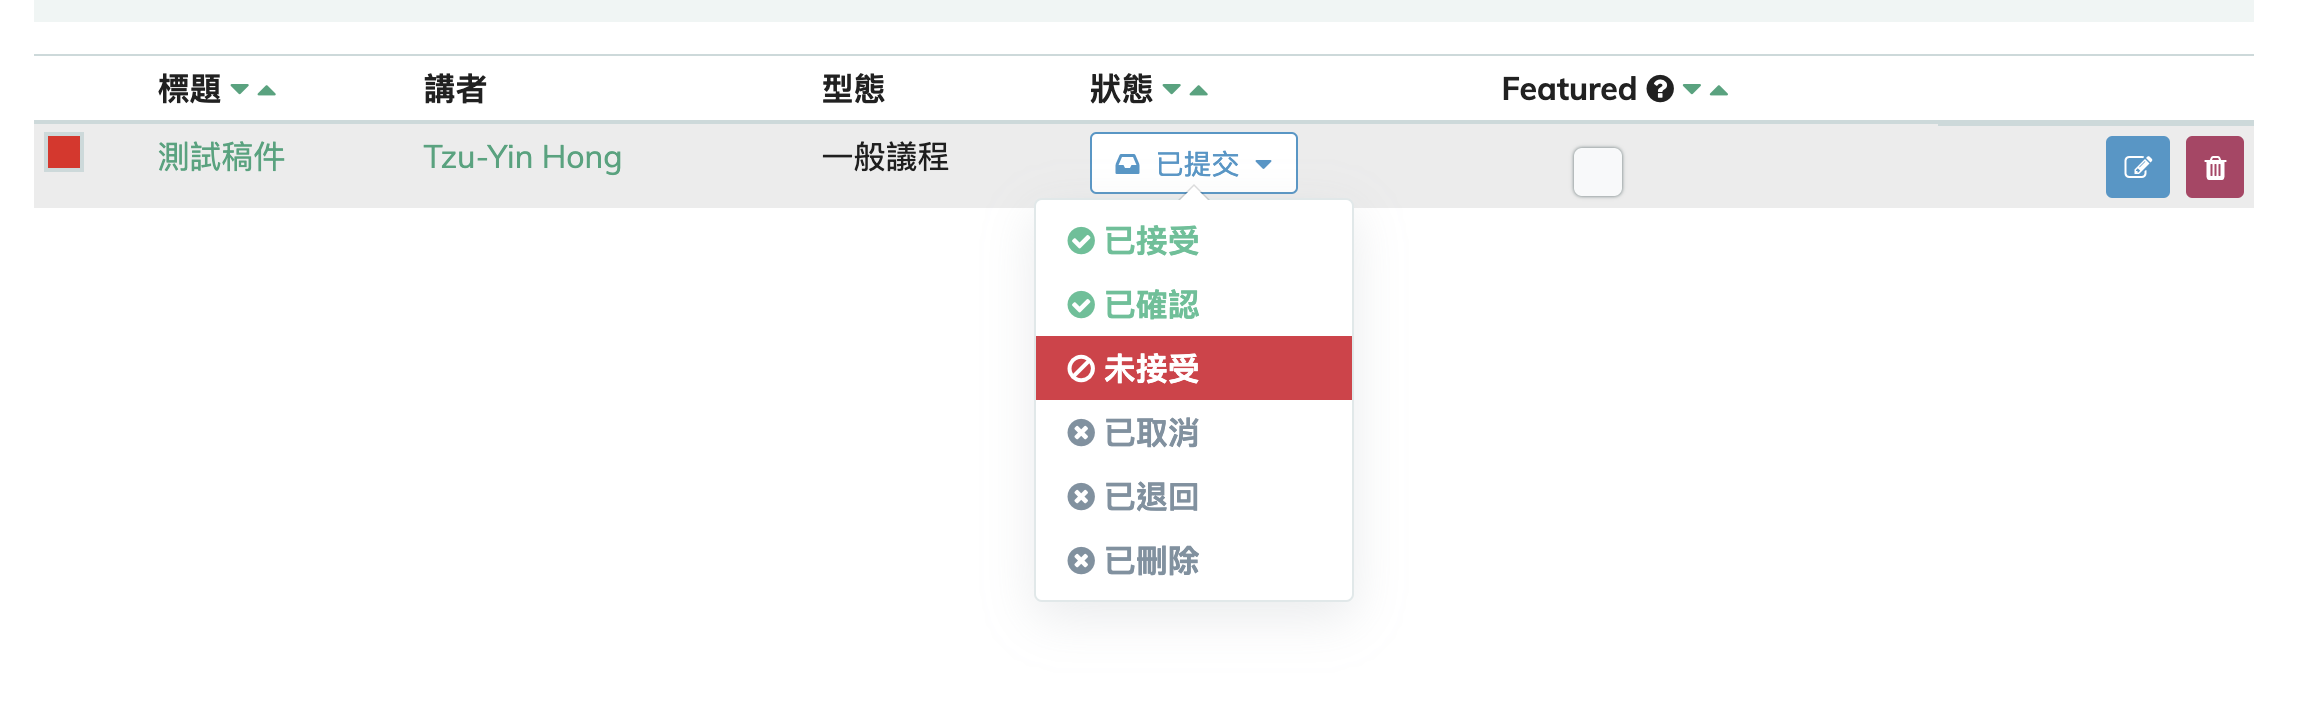 標題 講者 型態 狀態 Featured
測試稿件 Tzu-Yin Hong 一般議程 已提交
已接受
已確認
未接受
已取消
已退回
已刪除